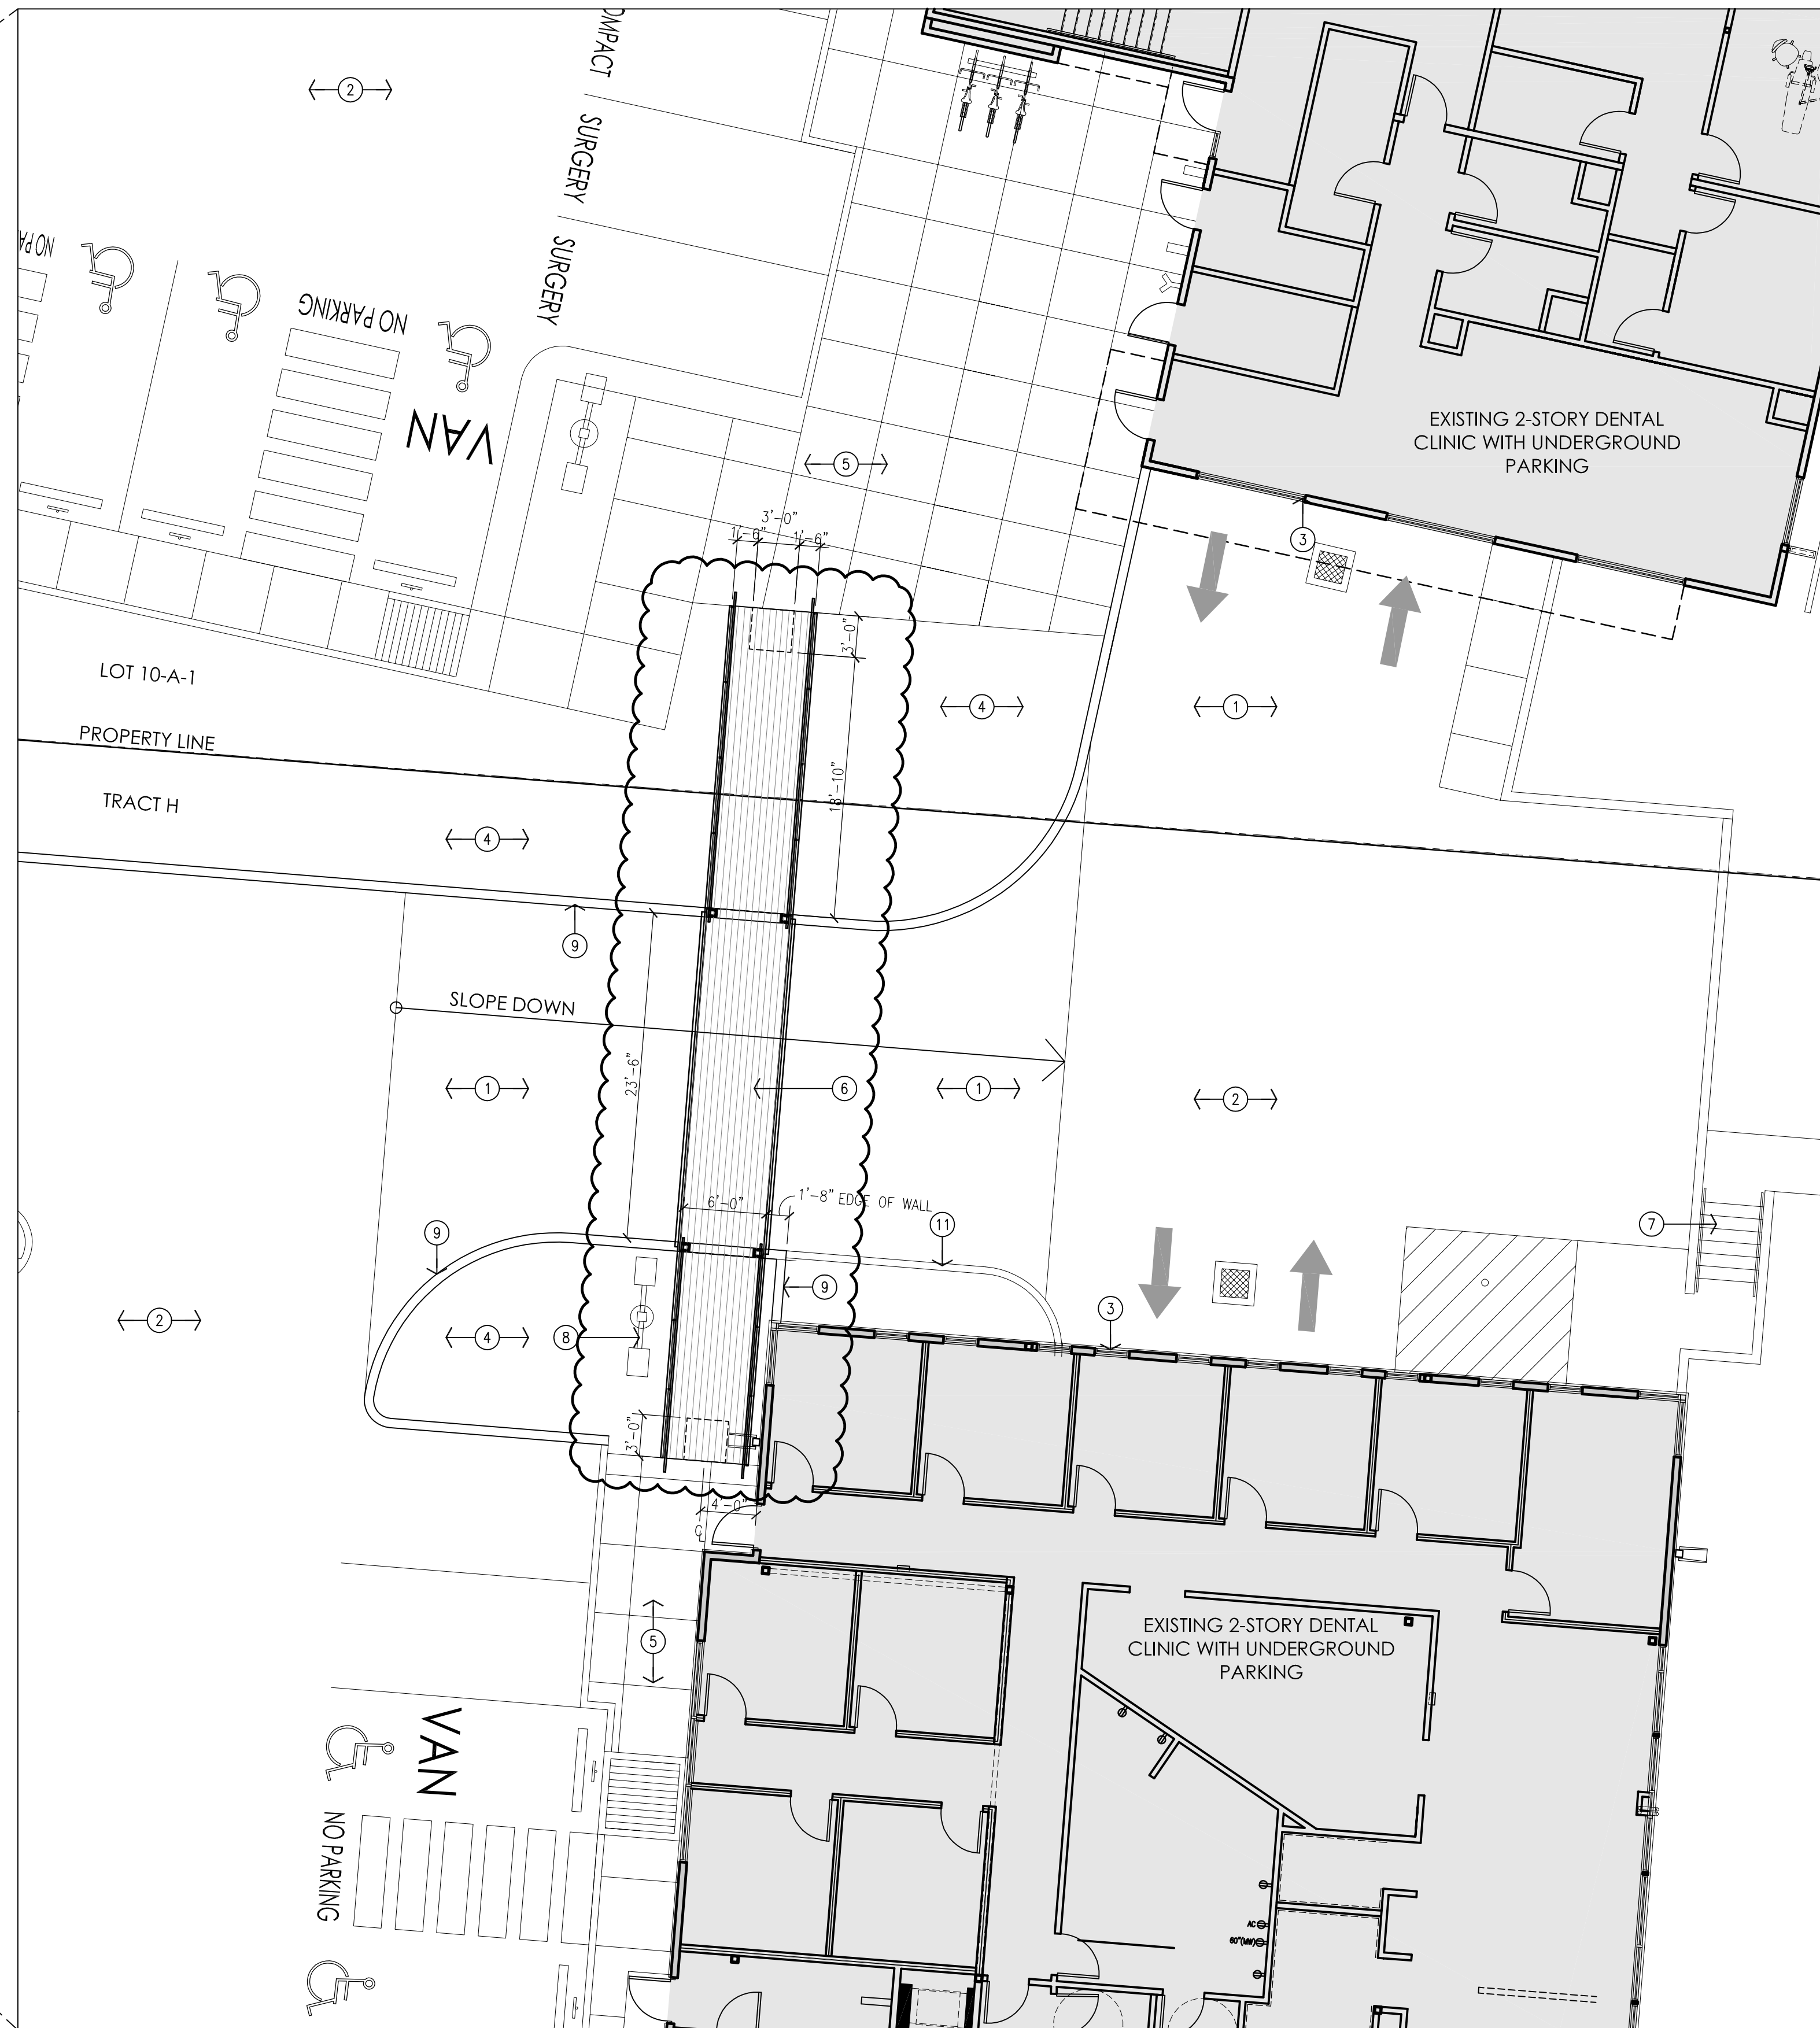 OMPACT
2
SURGERY
SURGERY
NO PA
NO PARKING
VAN
5
EXISTING 2-STORY DENTAL
CLINIC WITH UNDERGROUND
PARKING
3'-0"
1'-6"
1'-6"
3
3'-0"
LOT 10-A-1
4
1
PROPERTY LINE
18'-10"
TRACT H
4
9
SLOPE DOWN
23'-6"
1
6
1
2
6'-0"
1'-8" EDGE OF WALL
9
11
7
9
2
4
8
3
3'-0"
4'-0"
CL
5
EXISTING 2-STORY DENTAL
CLINIC WITH UNDERGROUND
PARKING
VAN
NO PARKING
AC
60"(MW)